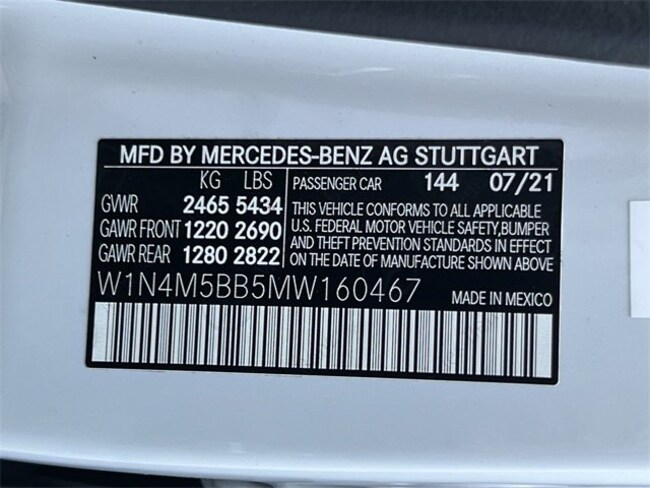 MFD BY MERCEDES-BENZ AG STUTTGART
KG LBS PASSENGER CAR 144 07/21
GVWR 2465 5434 THIS VEHICLE CONFORMS TO ALL APPLICABLE
GAWR FRONT 1220 2690 U.S. FEDERAL MOTOR VEHICLE SAFETY,BUMPER
GAWR REAR 1280 2822 AND THEFT PREVENTION STANDARDS IN EFFECT
ON THE DATE OF MANUFACTURE SHOWN ABOVE
W1N4M5BB5MW160467 MADE IN MEXICO